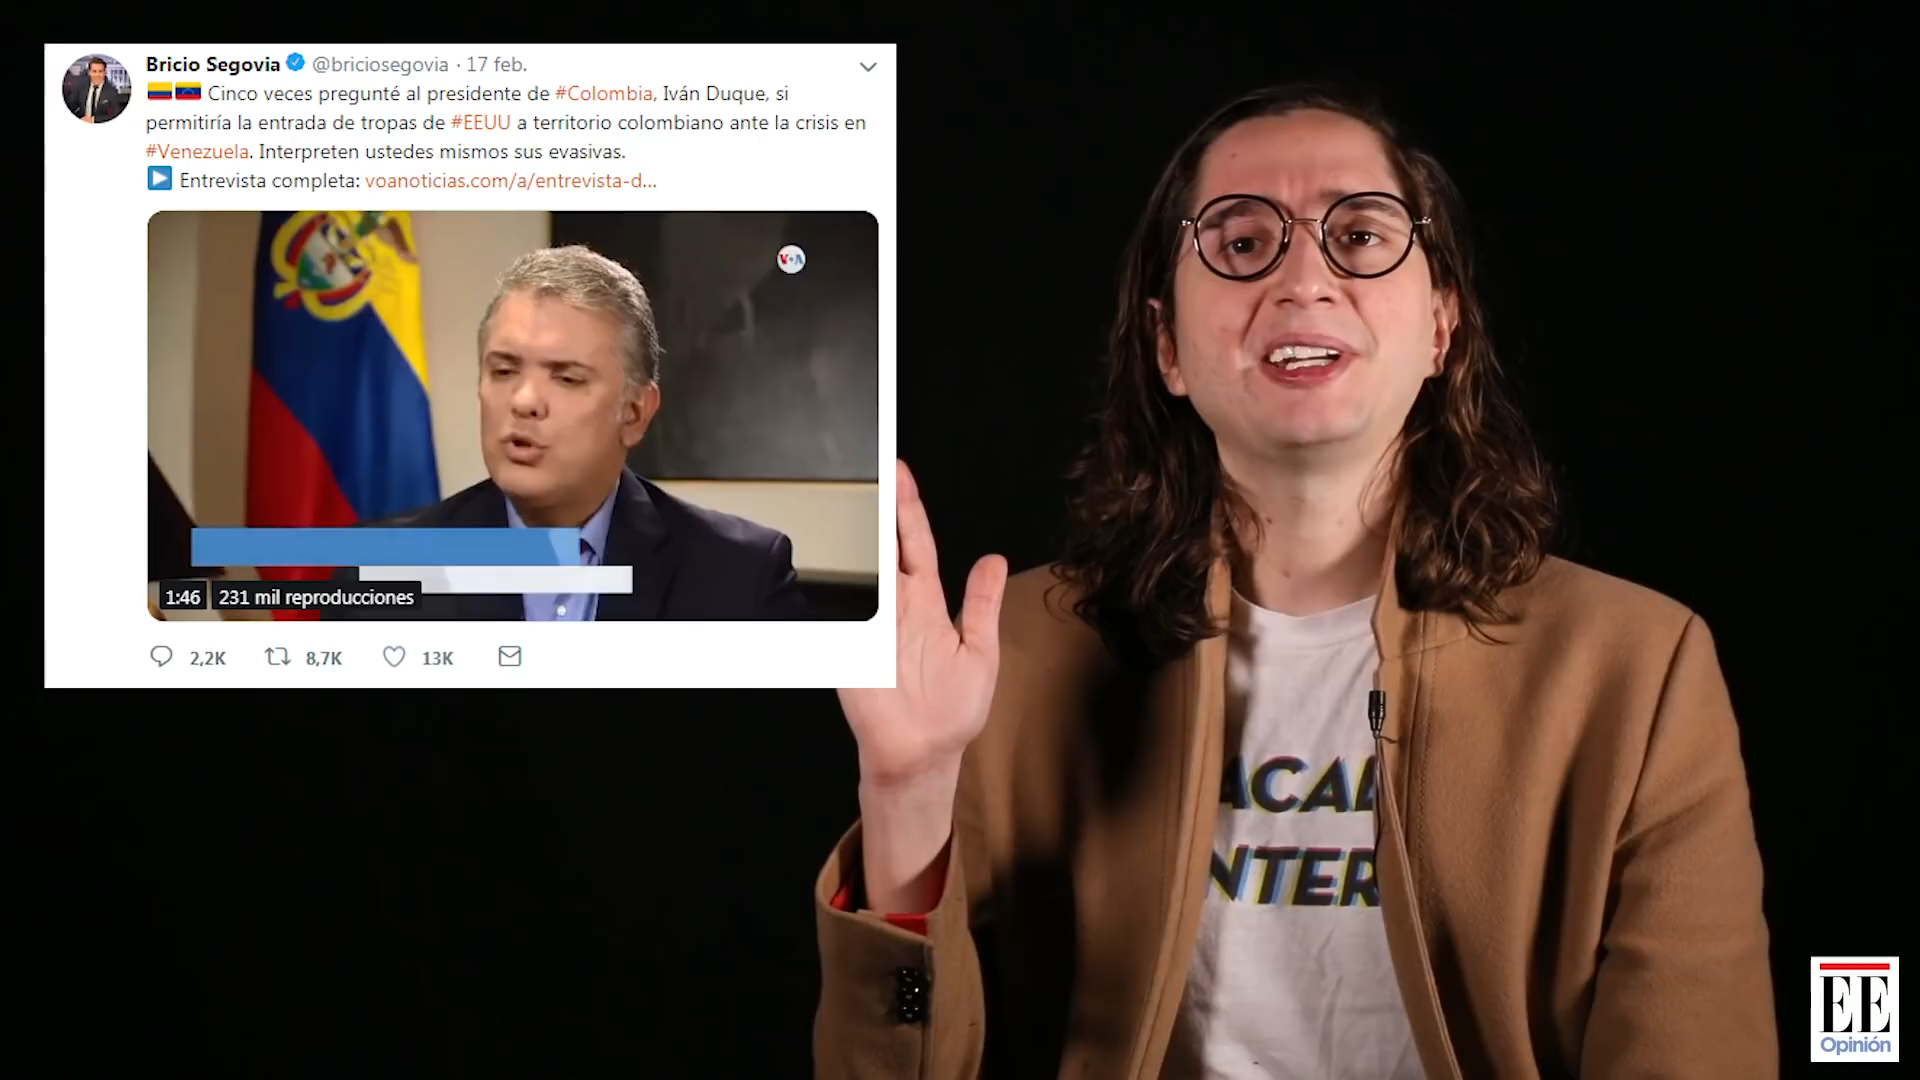 Bricio Segovia @briciosegovia · 17 feb.
Cinco veces pregunté al presidente de #Colombia, Iván Duque, si
permitiría la entrada de tropas de #EEUU a territorio colombiano ante la crisis en
#Venezuela. Interpreten ustedes mismos sus evasivas.
Entrevista completa: voanoticias.com/a/entrevista-d...
VOA
1:46 231 mil reproducciones
2,2K 8,7K 13K
ACAL
NTER
EE
Opinión